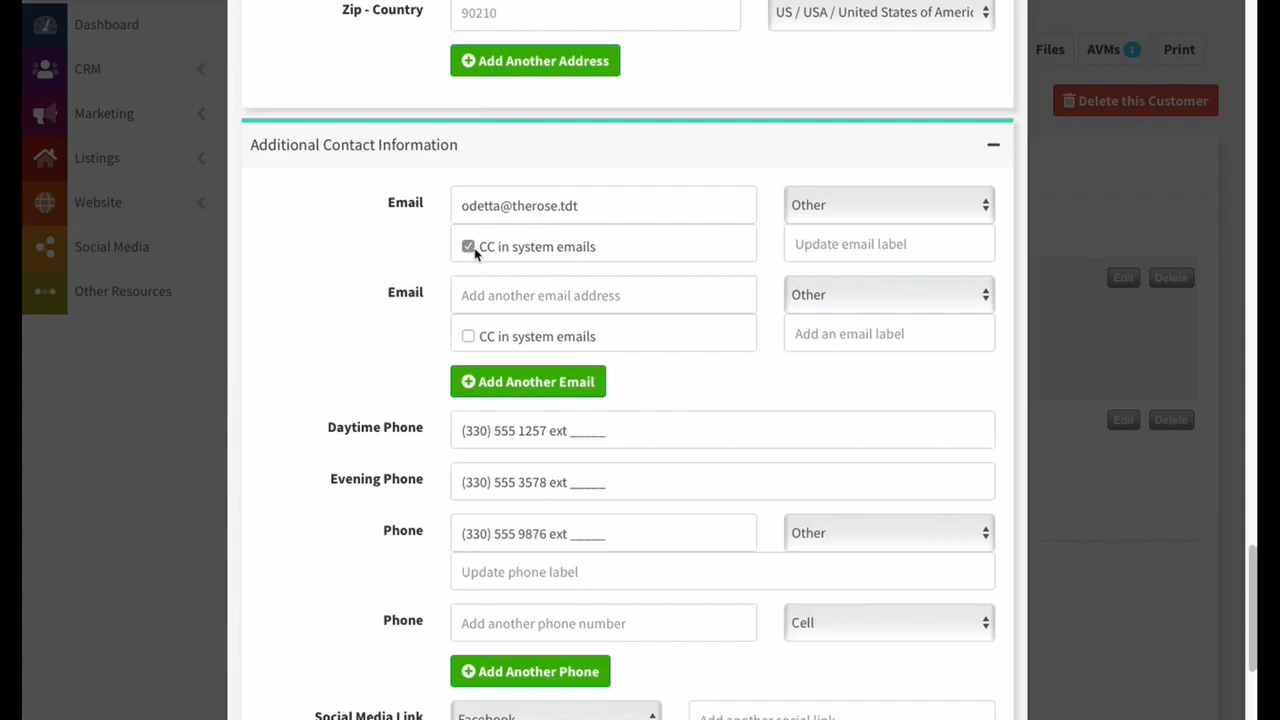 Dashboard
CRM
Marketing
Listings
Website
Social Media
Other Resources
Zip - Country
90210
US / USA / United States of Americ
Add Another Address
Files
AVMs 1
Print
Delete this Customer
Additional Contact Information
Email
odetta@therose.tdt
Other
CC in system emails
Update email label
Edit
Delete
Email
Add another email address
Other
CC in system emails
Add an email label
Add Another Email
Edit
Delete
Daytime Phone
(330) 555 1257 ext _____
Evening Phone
(330) 555 3578 ext _____
Phone
(330) 555 9876 ext _____
Other
Update phone label
Phone
Add another phone number
Cell
Add Another Phone
Social Media Link
Facebook
Add another social link